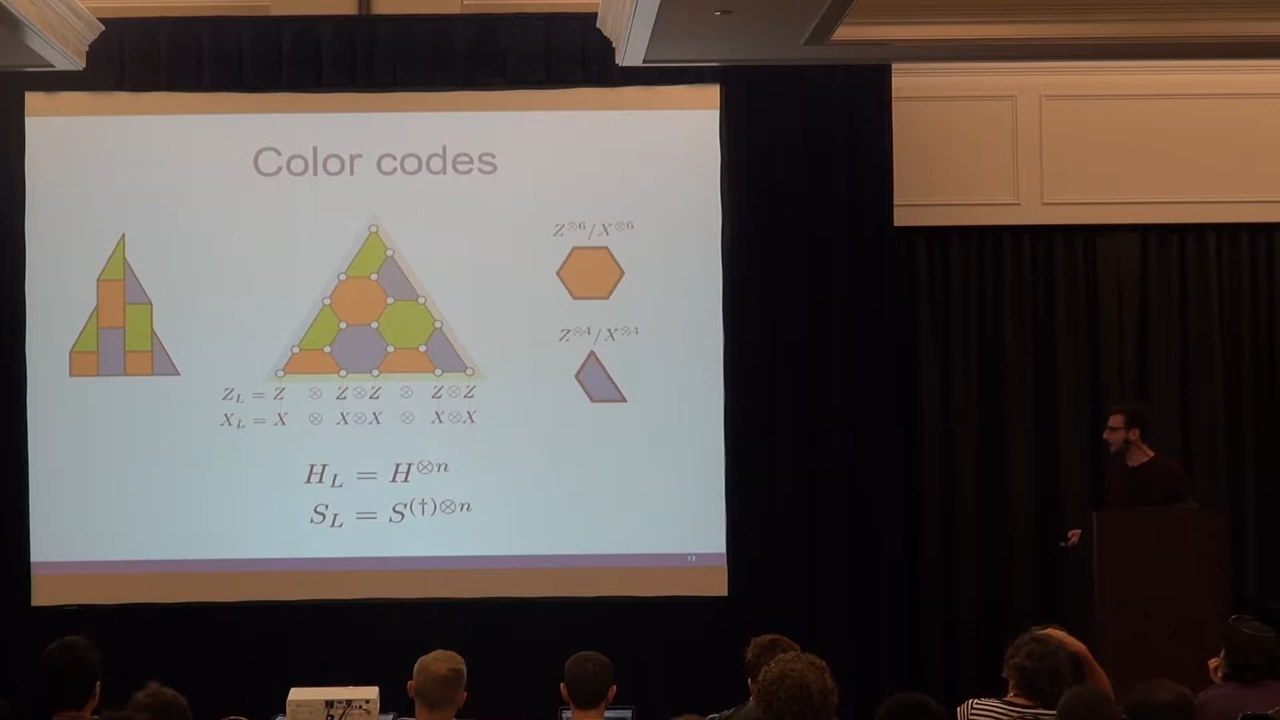 Color codes
Z^{⊗6}/X^{⊗6}
Z^{⊗4}/X^{⊗4}
Z_L = Z ⊗ Z⊗Z ⊗ Z⊗Z
X_L = X ⊗ X⊗X ⊗ X⊗X
H_L = H^{⊗n}
S_L = S^{(†)⊗n}